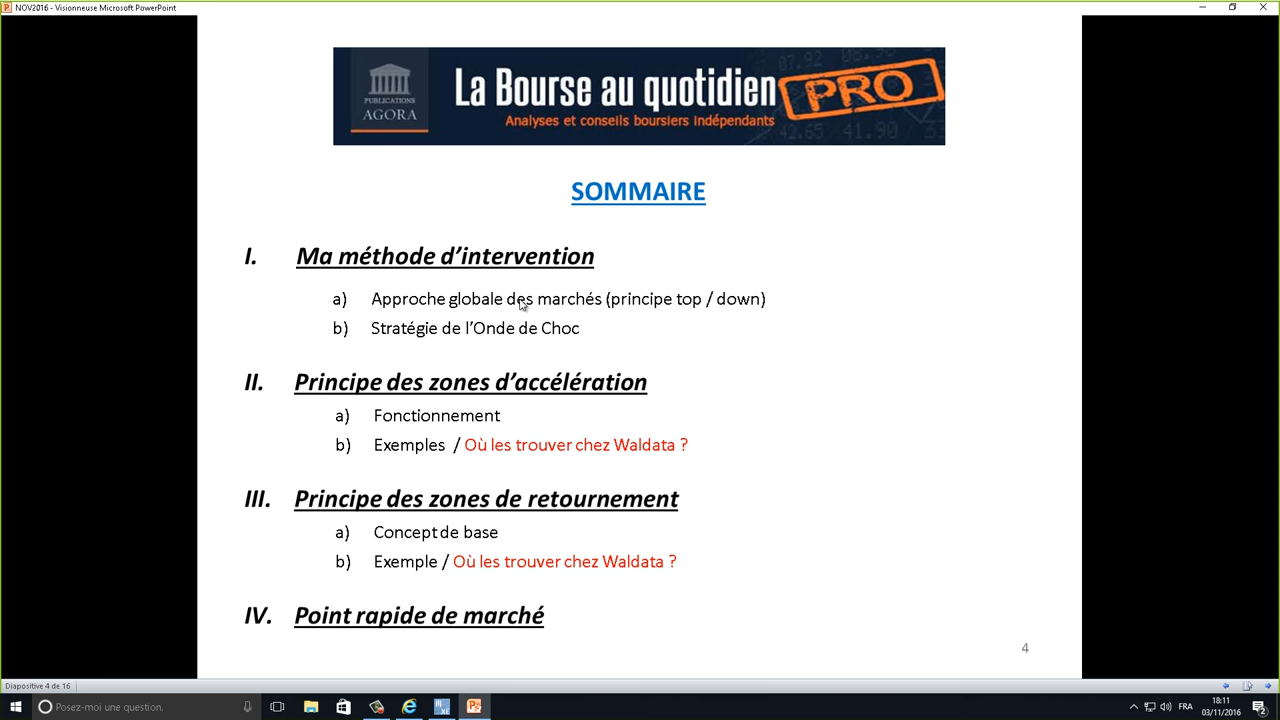 NOV2016 - Visionneuse Microsoft PowerPoint
PUBLICATIONS
AGORA
La Bourse au quotidien
PRO
Analyses et conseils boursiers indépendants
SOMMAIRE
I. Ma méthode d’intervention
a) Approche globale des marchés (principe top / down)
b) Stratégie de l’Onde de Choc
II. Principe des zones d’accélération
a) Fonctionnement
b) Exemples / Où les trouver chez Waldata ?
III. Principe des zones de retournement
a) Concept de base
b) Exemple / Où les trouver chez Waldata ?
IV. Point rapide de marché
4
Diapositive 4 de 16
Posez-moi une question.
FRA
18:11
03/11/2016
2